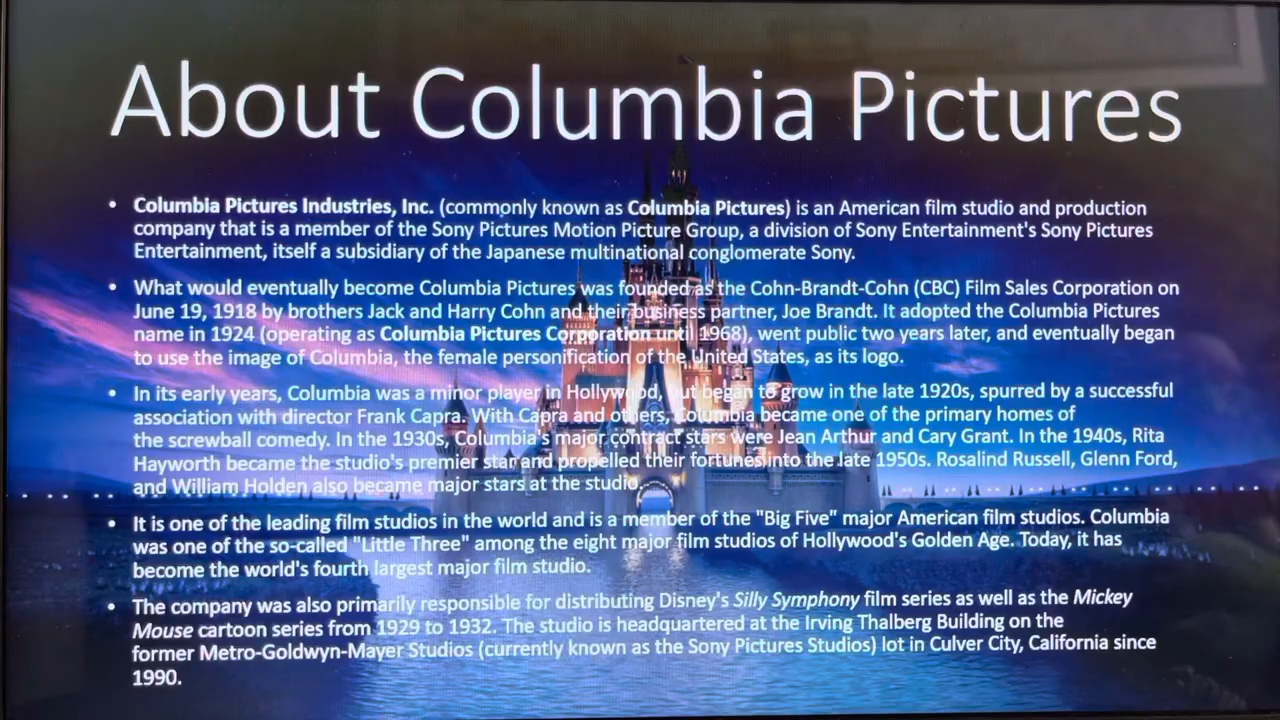 About Columbia Pictures
• Columbia Pictures Industries, Inc. (commonly known as Columbia Pictures) is an American film studio and production
company that is a member of the Sony Pictures Motion Picture Group, a division of Sony Entertainment's Sony Pictures
Entertainment, itself a subsidiary of the Japanese multinational conglomerate Sony.
• What would eventually become Columbia Pictures was founded as the Cohn-Brandt-Cohn (CBC) Film Sales Corporation on
June 19, 1918 by brothers Jack and Harry Cohn and their business partner, Joe Brandt. It adopted the Columbia Pictures
name in 1924 (operating as Columbia Pictures Corporation until 1968), went public two years later, and eventually began
to use the image of Columbia, the female personification of the United States, as its logo.
• In its early years, Columbia was a minor player in Hollywood, but began to grow in the late 1920s, spurred by a successful
association with director Frank Capra. With Capra and others, Columbia became one of the primary homes of
the screwball comedy. In the 1930s, Columbia's major contract stars were Jean Arthur and Cary Grant. In the 1940s, Rita
Hayworth became the studio's premier star and propelled their fortunes into the late 1950s. Rosalind Russell, Glenn Ford,
and William Holden also became major stars at the studio.
• It is one of the leading film studios in the world and is a member of the "Big Five" major American film studios. Columbia
was one of the so-called "Little Three" among the eight major film studios of Hollywood's Golden Age. Today, it has
become the world's fourth largest major film studio.
• The company was also primarily responsible for distributing Disney's Silly Symphony film series as well as the Mickey
Mouse cartoon series from 1929 to 1932. The studio is headquartered at the Irving Thalberg Building on the
former Metro-Goldwyn-Mayer Studios (currently known as the Sony Pictures Studios) lot in Culver City, California since
1990.